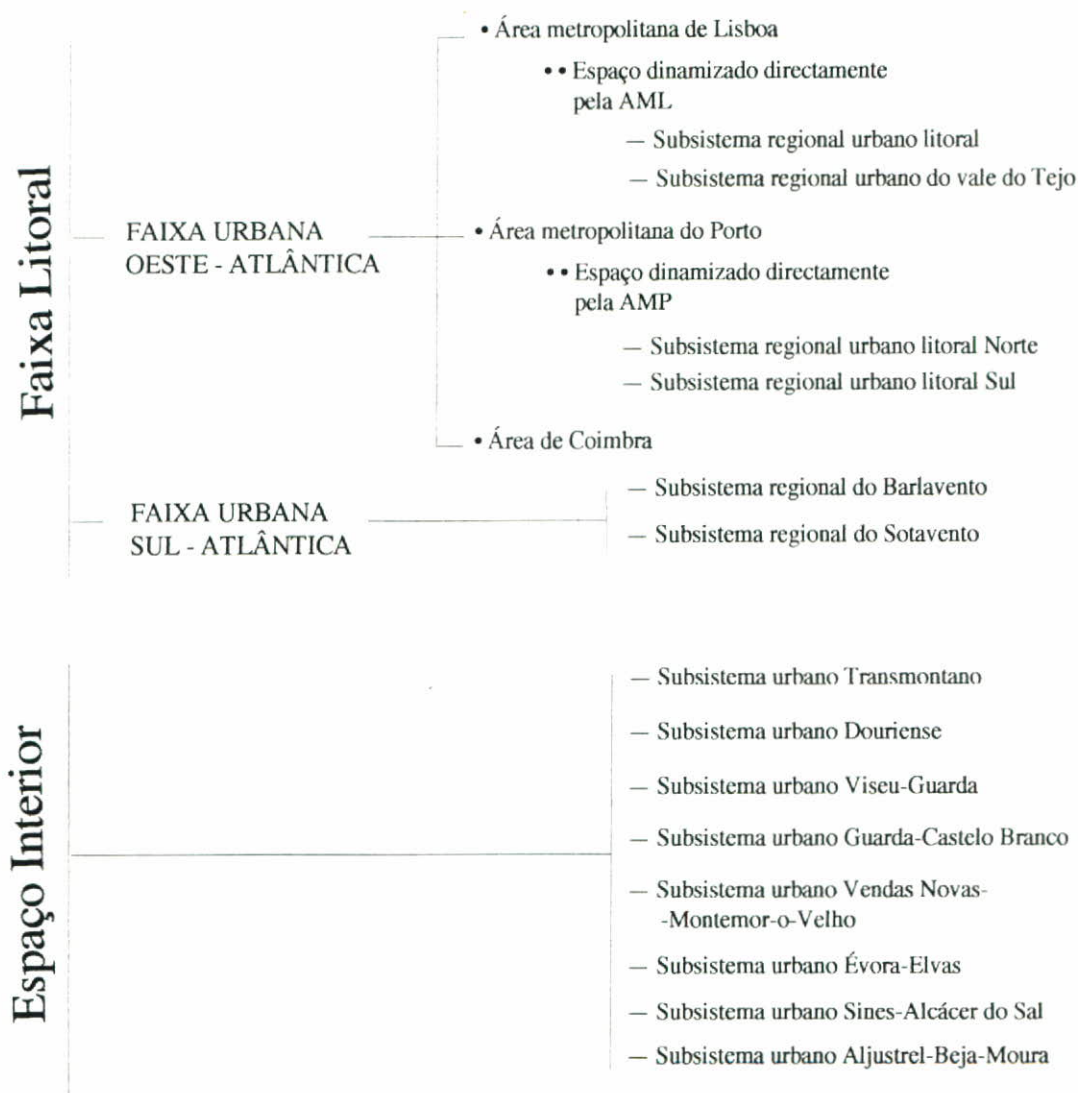 Faixa Litoral
FAIXA URBANA
OESTE - ATLÂNTICA
• Área metropolitana de Lisboa
•• Espaço dinamizado directamente
pela AML
— Subsistema regional urbano litoral
— Subsistema regional urbano do vale do Tejo
• Área metropolitana do Porto
•• Espaço dinamizado directamente
pela AMP
— Subsistema regional urbano litoral Norte
— Subsistema regional urbano litoral Sul
• Área de Coimbra
FAIXA URBANA
SUL - ATLÂNTICA
— Subsistema regional do Barlavento
— Subsistema regional do Sotavento
Espaço Interior
— Subsistema urbano Transmontano
— Subsistema urbano Douriense
— Subsistema urbano Viseu-Guarda
— Subsistema urbano Guarda-Castelo Branco
— Subsistema urbano Vendas Novas-
-Montemor-o-Velho
— Subsistema urbano Évora-Elvas
— Subsistema urbano Sines-Alcácer do Sal
— Subsistema urbano Aljustrel-Beja-Moura